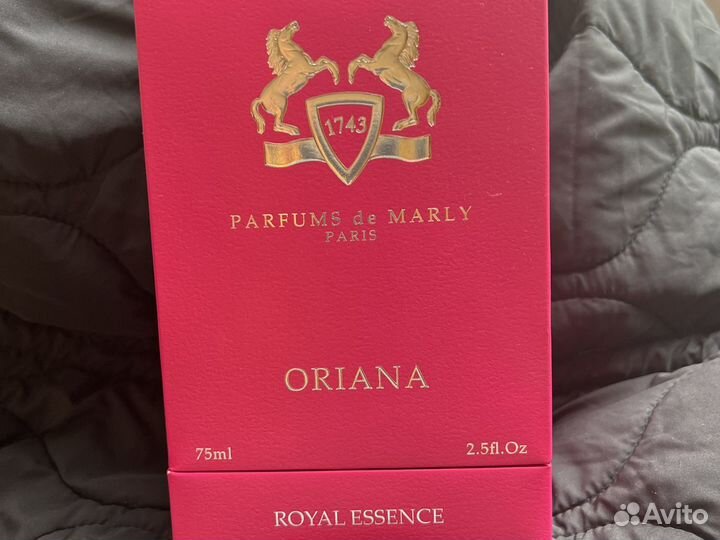 1743
PARFUMS de MARLY
PARIS
ORIANA
75ml 2.5fl.Oz
ROYAL ESSENCE
Avito